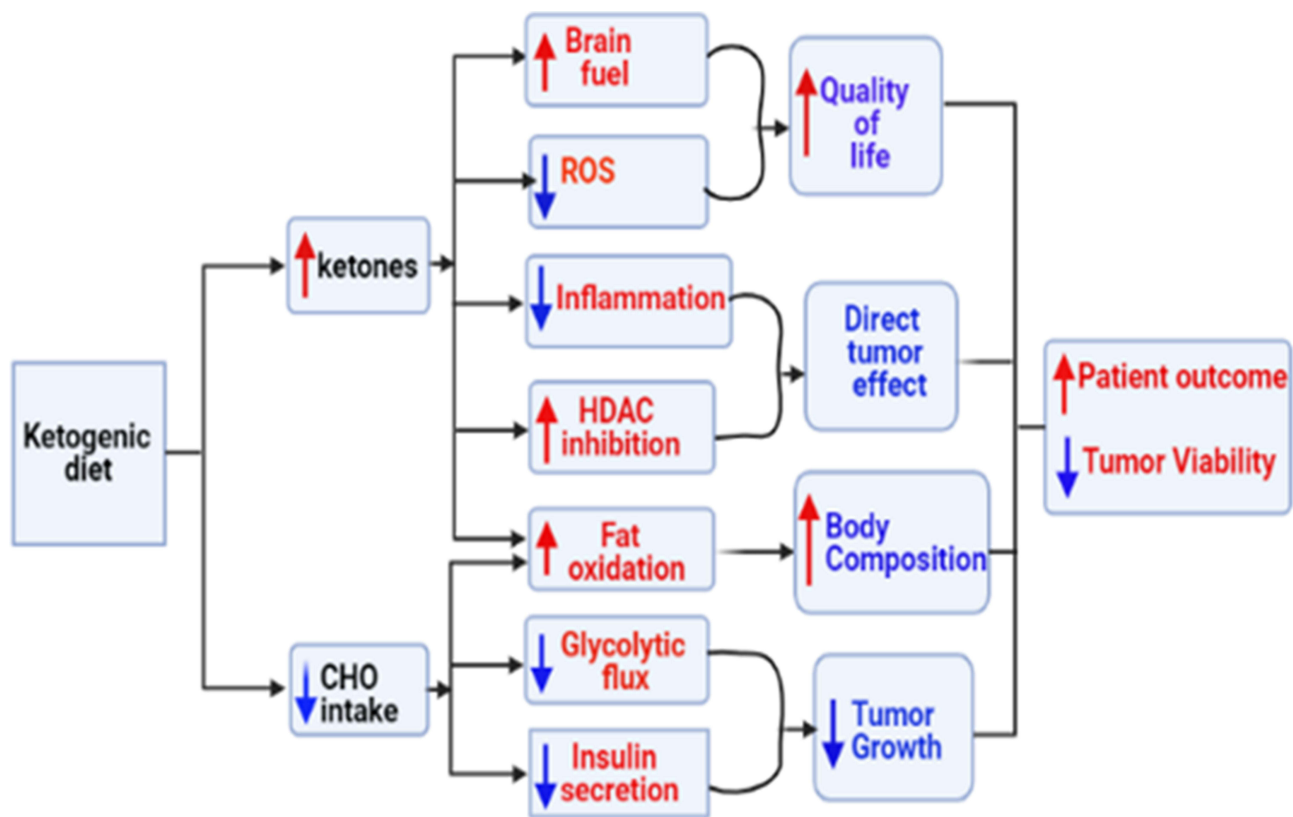 Brain
fuel
Quality
of
life
ROS
ketones
Inflammation
Direct
tumor
effect
Patient outcome
HDAC
inhibition
Ketogenic
diet
Tumor Viability
Fat
oxidation
Body
Composition
Glycolytic
flux
CHO
intake
Tumor
Growth
Insulin
secretion